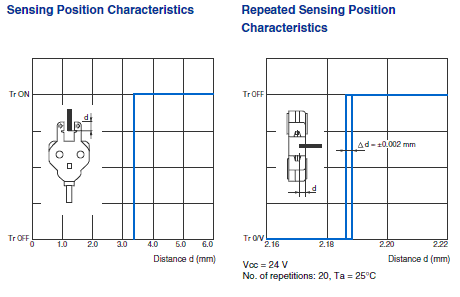 Sensing Position Characteristics
Repeated Sensing Position
Characteristics
Tr ON
d
Tr OFF
0 1.0 2.0 3.0 4.0 5.0 6.0
Distance d (mm)
Tr OFF
Δ d = ±0.002 mm
d
Tr 0/V
2.16 2.18 2.20 2.22
Distance d (mm)
Vcc = 24 V
No. of repetitions: 20, Ta = 25°C